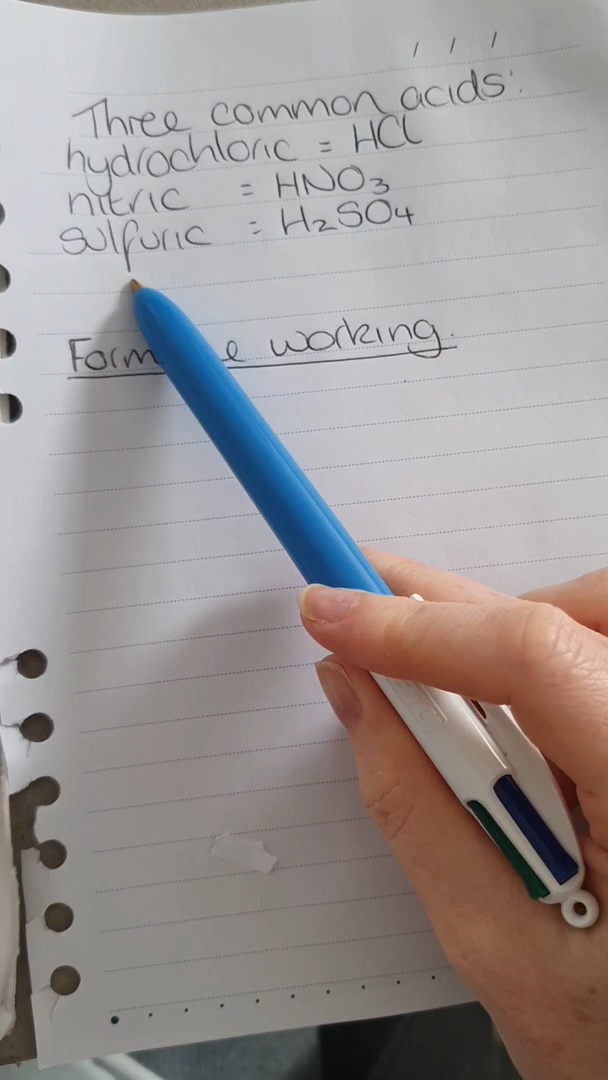 Three common acids:
hydrochloric = HCl
nitric = HNO3
sulfuric = H2SO4
working.